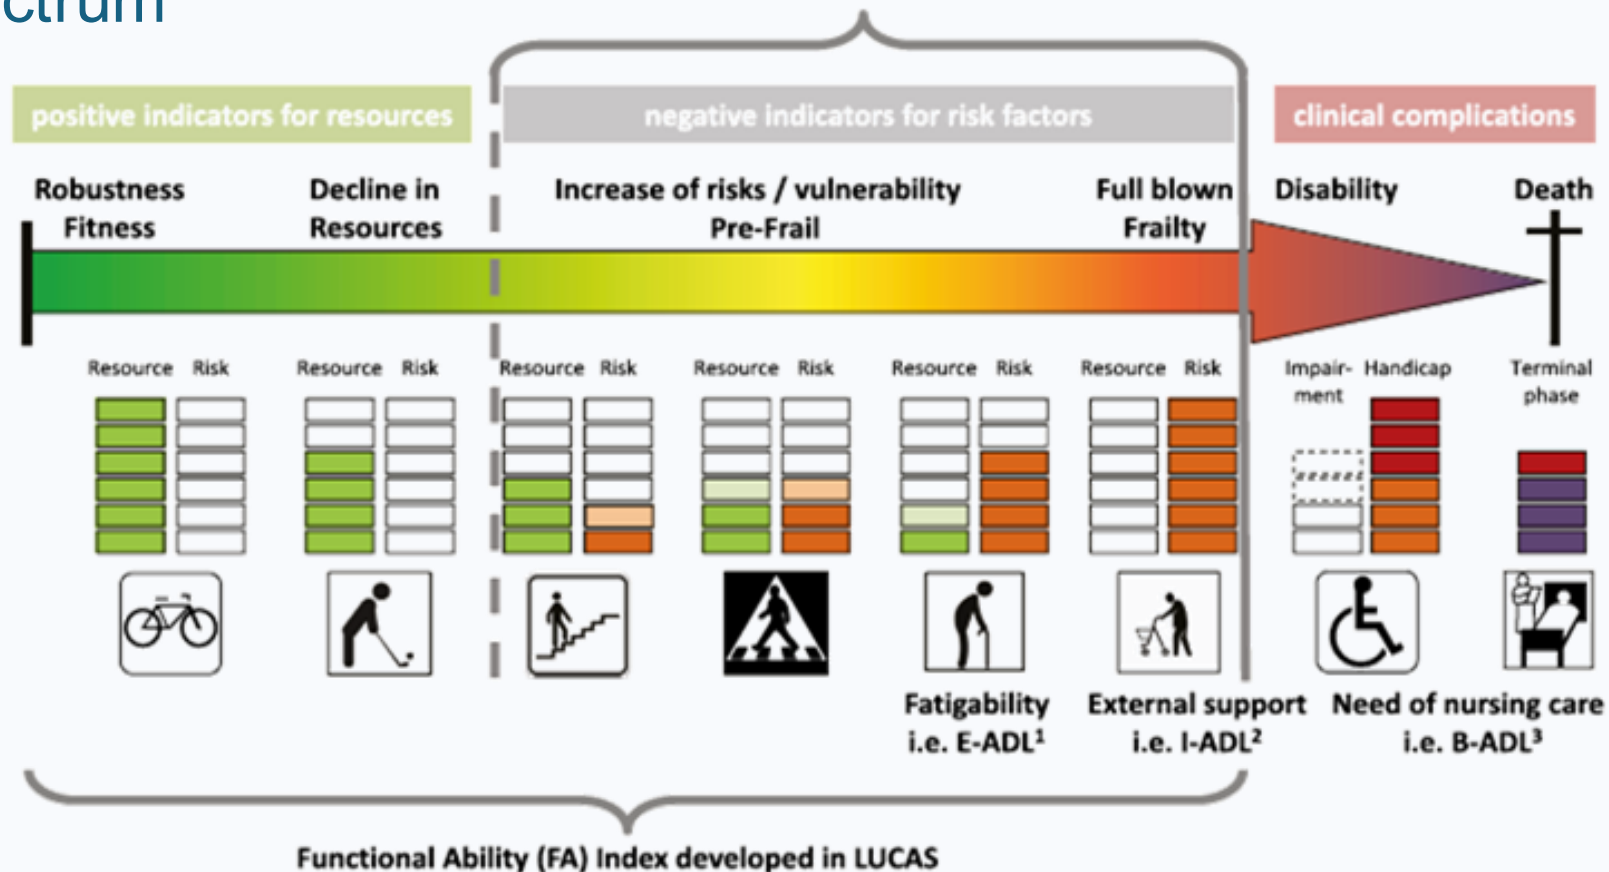 ctrum
positive indicators for resources
negative indicators for risk factors
clinical complications
Robustness
Fitness
Decline in
Resources
Increase of risks / vulnerability
Pre-Frail
Full blown
Frailty
Disability
Death
Resource Risk
Resource Risk
Resource Risk
Resource Risk
Resource Risk
Resource Risk
Impair-
ment
Handicap
Terminal
phase
Fatigability
i.e. E-ADL¹
External support
i.e. I-ADL²
Need of nursing care
i.e. B-ADL³
Functional Ability (FA) Index developed in LUCAS